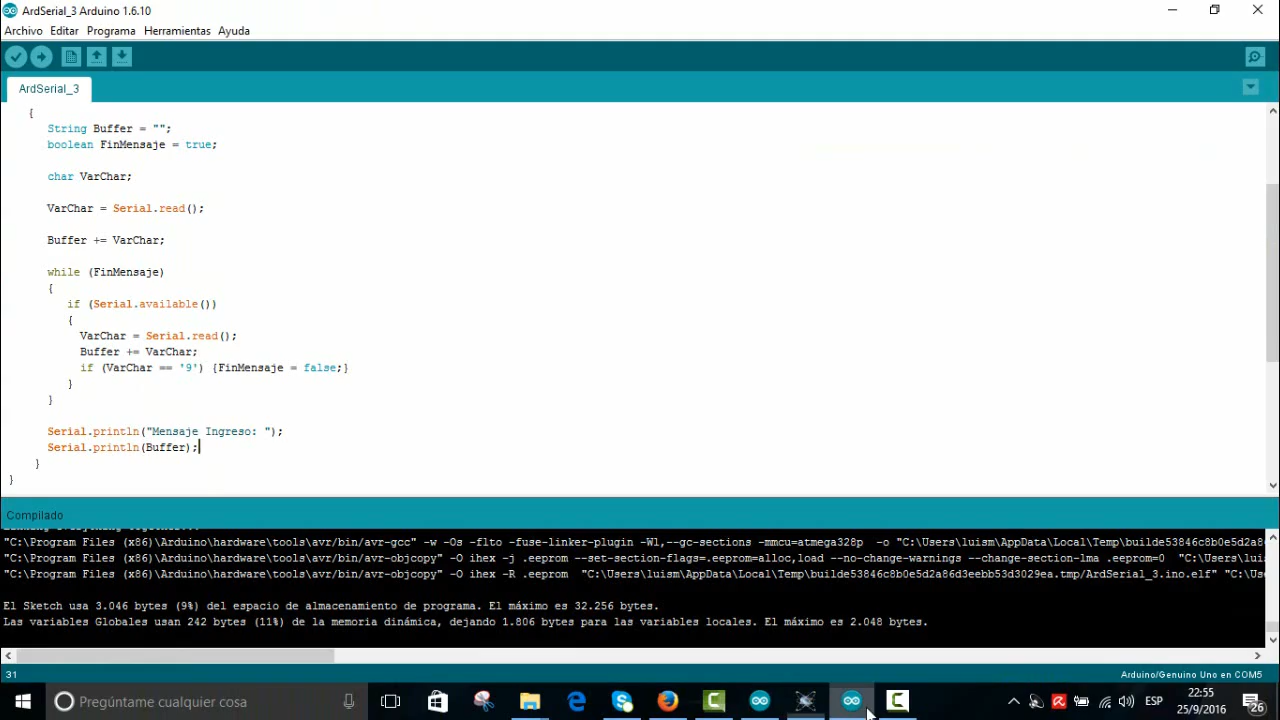 ArdSerial_3 Arduino 1.6.10
Archivo Editar Programa Herramientas Ayuda
ArdSerial_3
{
String Buffer = "";
boolean FinMensaje = true;
char VarChar;
VarChar = Serial.read();
Buffer += VarChar;
while (FinMensaje)
{
if (Serial.available())
{
VarChar = Serial.read();
Buffer += VarChar;
if (VarChar == '9') {FinMensaje = false;}
}
}
Serial.println("Mensaje Ingreso: ");
Serial.println(Buffer);
}
}
Compilado
"C:\Program Files (x86)\Arduino\hardware\tools\avr/bin/avr-gcc" -w -Os -flto -fuse-linker-plugin -Wl,--gc-sections -mmcu=atmega328p -o "C:\Users\luism\AppData\Local\Temp\builde53846c8b0e5d2a8
"C:\Program Files (x86)\Arduino\hardware\tools\avr/bin/avr-objcopy" -O ihex -j .eeprom --set-section-flags=.eeprom=alloc,load --no-change-warnings --change-section-lma .eeprom=0 "C:\Users\luis
"C:\Program Files (x86)\Arduino\hardware\tools\avr/bin/avr-objcopy" -O ihex -R .eeprom "C:\Users\luism\AppData\Local\Temp\builde53846c8b0e5d2a86d3eebb53d3029ea.tmp/ArdSerial_3.ino.elf" "C:\Us
El Sketch usa 3.046 bytes (9%) del espacio de almacenamiento de programa. El máximo es 32.256 bytes.
Las variables Globales usan 242 bytes (11%) de la memoria dinámica, dejando 1.806 bytes para las variables locales. El máximo es 2.048 bytes.
31
Arduino/Genuino Uno en COM5
Pregúntame cualquier cosa
ESP
22:55
25/9/2016
26